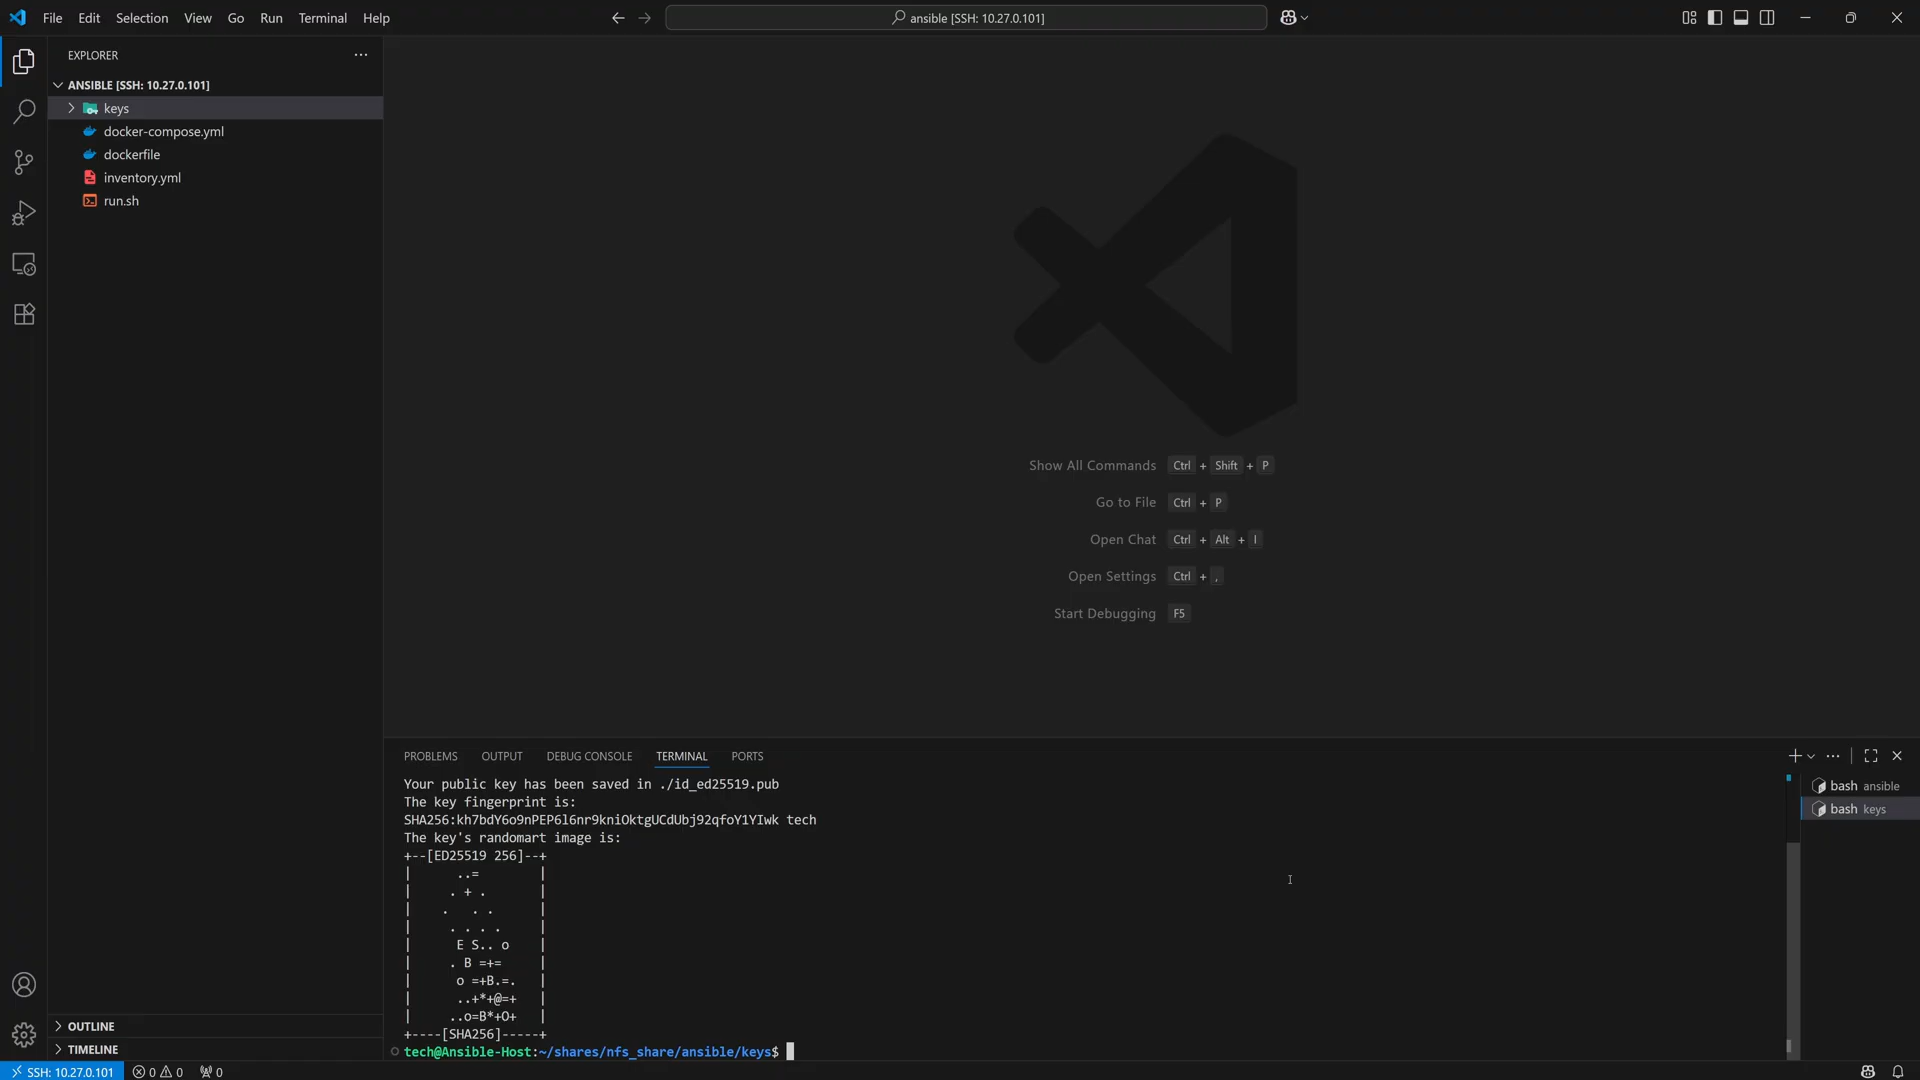 File Edit Selection View Go Run Terminal Help
ansible [SSH: 10.27.0.101]
EXPLORER
ANSIBLE [SSH: 10.27.0.101]
keys
docker-compose.yml
dockerfile
inventory.yml
run.sh
Show All Commands Ctrl + Shift + P
Go to File Ctrl + P
Open Chat Ctrl + Alt + I
Open Settings Ctrl + ,
Start Debugging F5
PROBLEMS OUTPUT DEBUG CONSOLE TERMINAL PORTS
Your public key has been saved in ./id_ed25519.pub
The key fingerprint is:
SHA256:kh7bdY6o9nPEP6l6nr9kniOktgUCdUbj92qfoY1YIwk tech
The key's randomart image is:
+--[ED25519 256]--+
|      ..=        |
|     . + .       |
|    .   . .      |
|     . . . .     |
|      E S.. o    |
|     . B =+=     |
|      o =+B.=.   |
|      ..+*+@=+   |
|     ..o=B*+O+   |
+----[SHA256]-----+
tech@Ansible-Host:~/shares/nfs_share/ansible/keys$
bash ansible
bash keys
OUTLINE
TIMELINE
SSH: 10.27.0.101 0 0 0